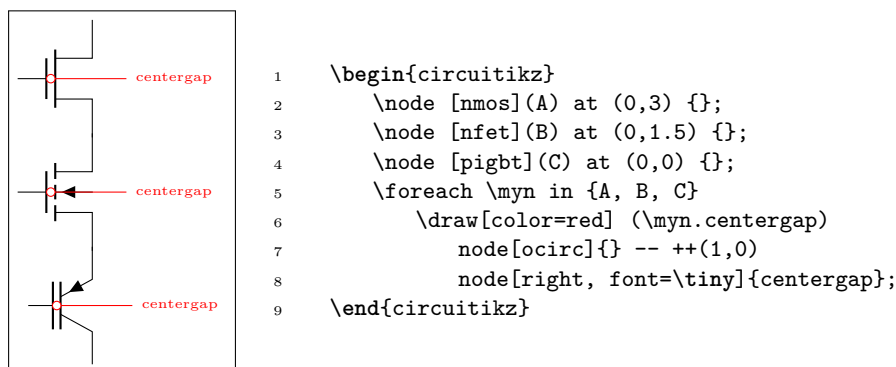 centergap
centergap
centergap
1 \begin{circuitikz}
2 \node [nmos](A) at (0,3) {};
3 \node [nfet](B) at (0,1.5) {};
4 \node [pigbt](C) at (0,0) {};
5 \foreach \myn in {A, B, C}
6 \draw[color=red] (\myn.centergap)
7 node[ocirc]{} -- ++(1,0)
8 node[right, font=\tiny]{centergap};
9 \end{circuitikz}